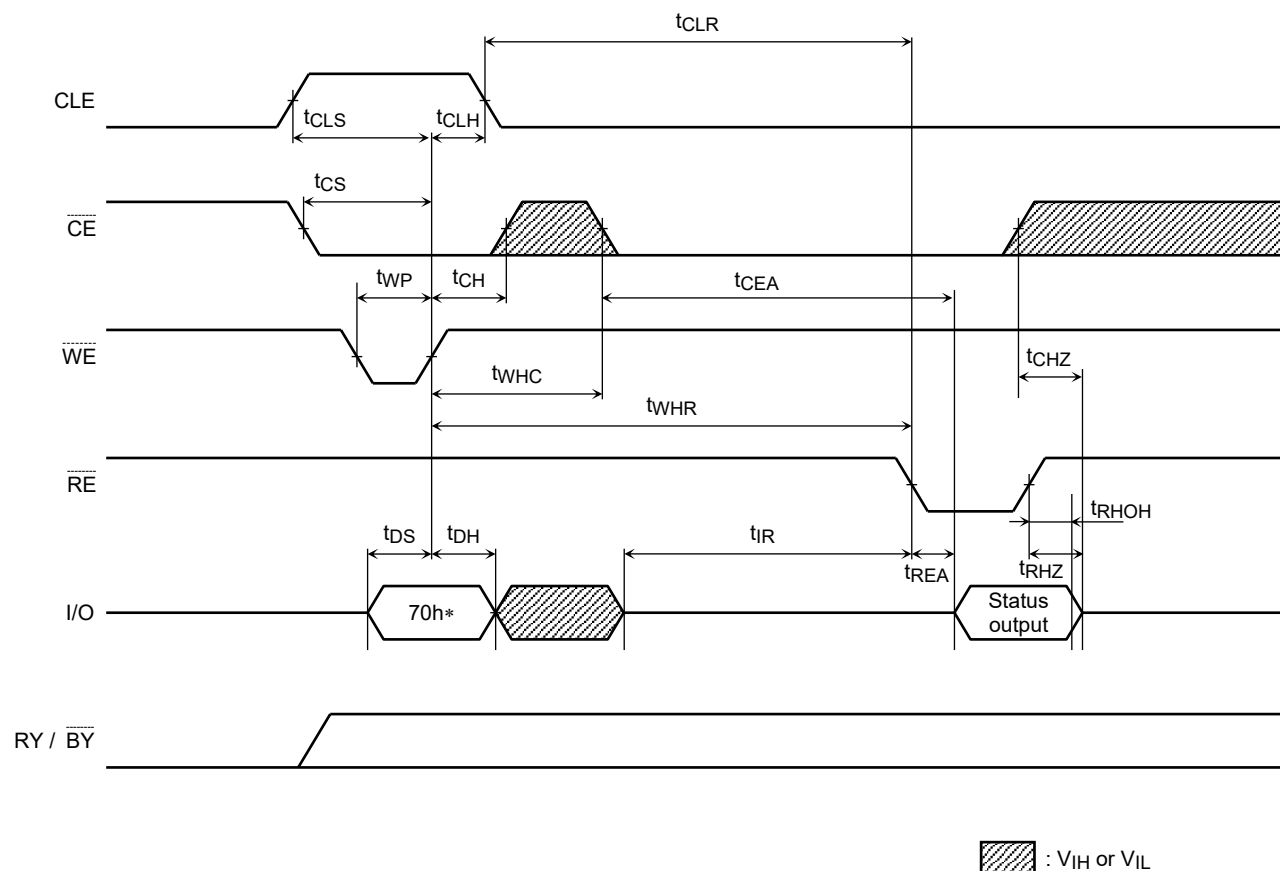 tCLR
CLE
tCLS
tCLH
tCS
CE
tWP
tCH
tCEA
WE
tCHZ
tWHC
tWHR
RE
tRHOH
tDS
tDH
tIR
tREA
tRHZ
I/O
70h*
Status
output
RY / BY
: VIH or VIL